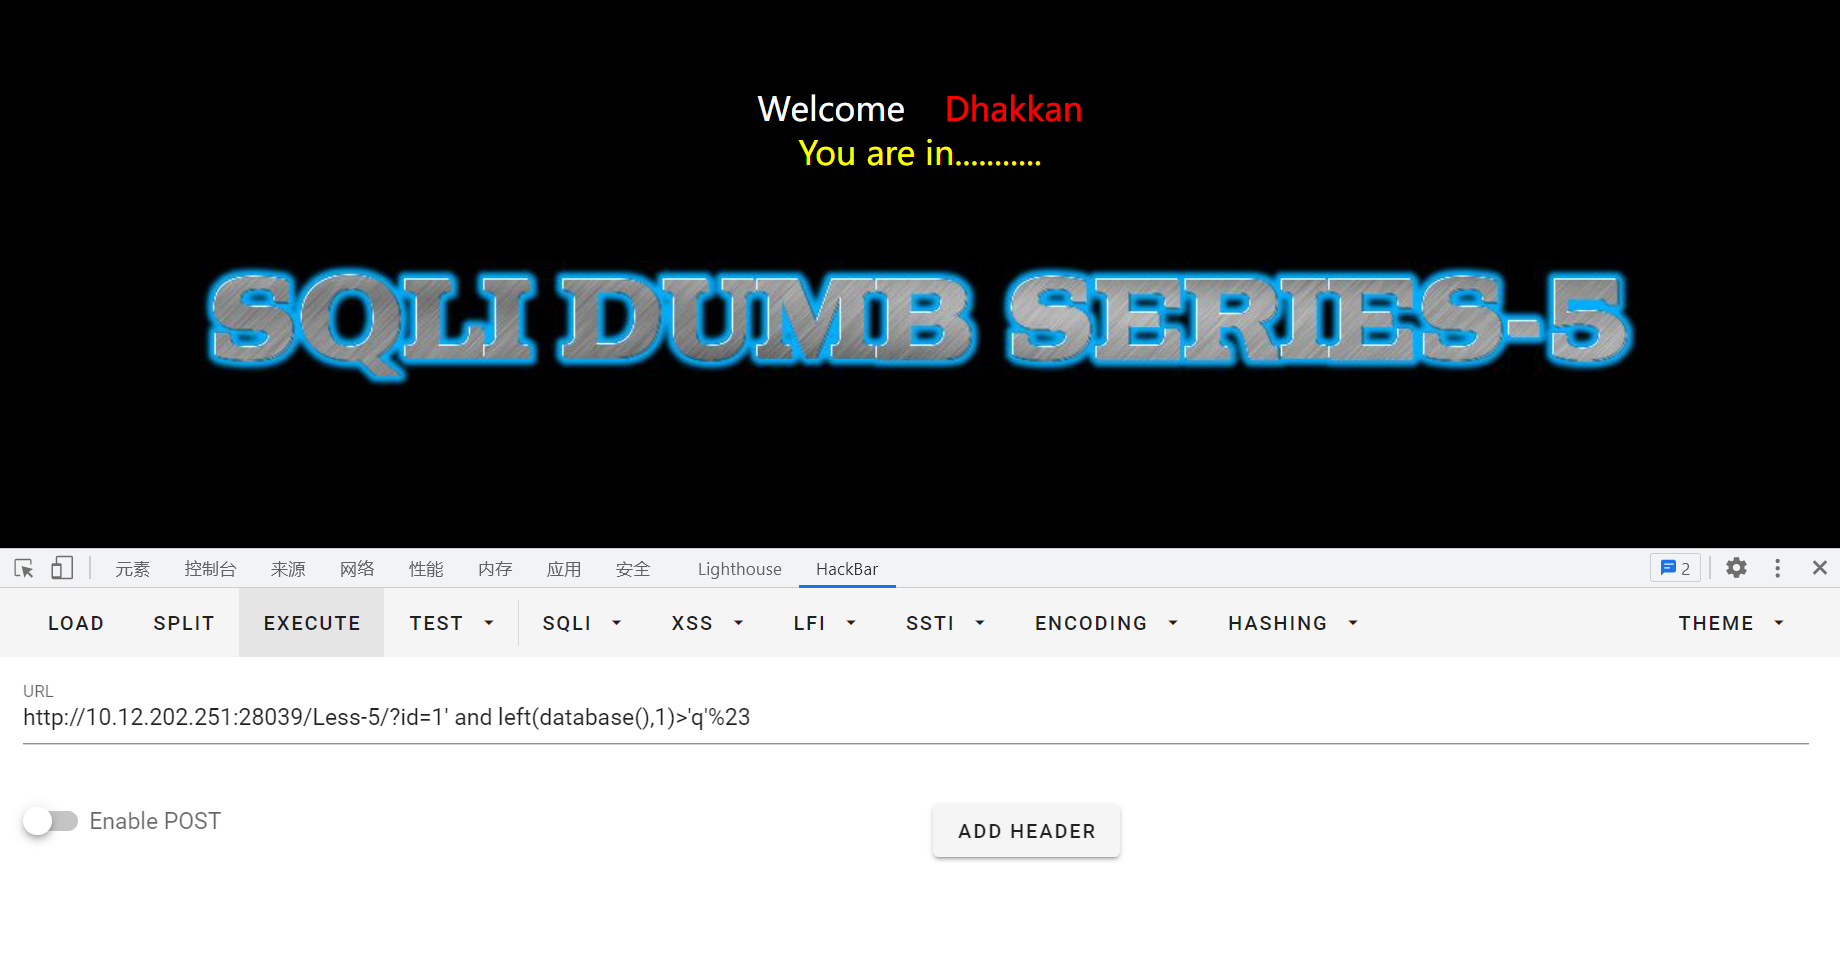 Welcome Dhakkan
You are in...........
SQLI DUMB SERIES-5
元素 控制台 来源 网络 性能 内存 应用 安全 Lighthouse HackBar 2
LOAD SPLIT EXECUTE TEST SQLI XSS LFI SSTI ENCODING HASHING THEME
URL
http://10.12.202.251:28039/Less-5/?id=1' and left(database(),1)>'q'%23
Enable POST
ADD HEADER